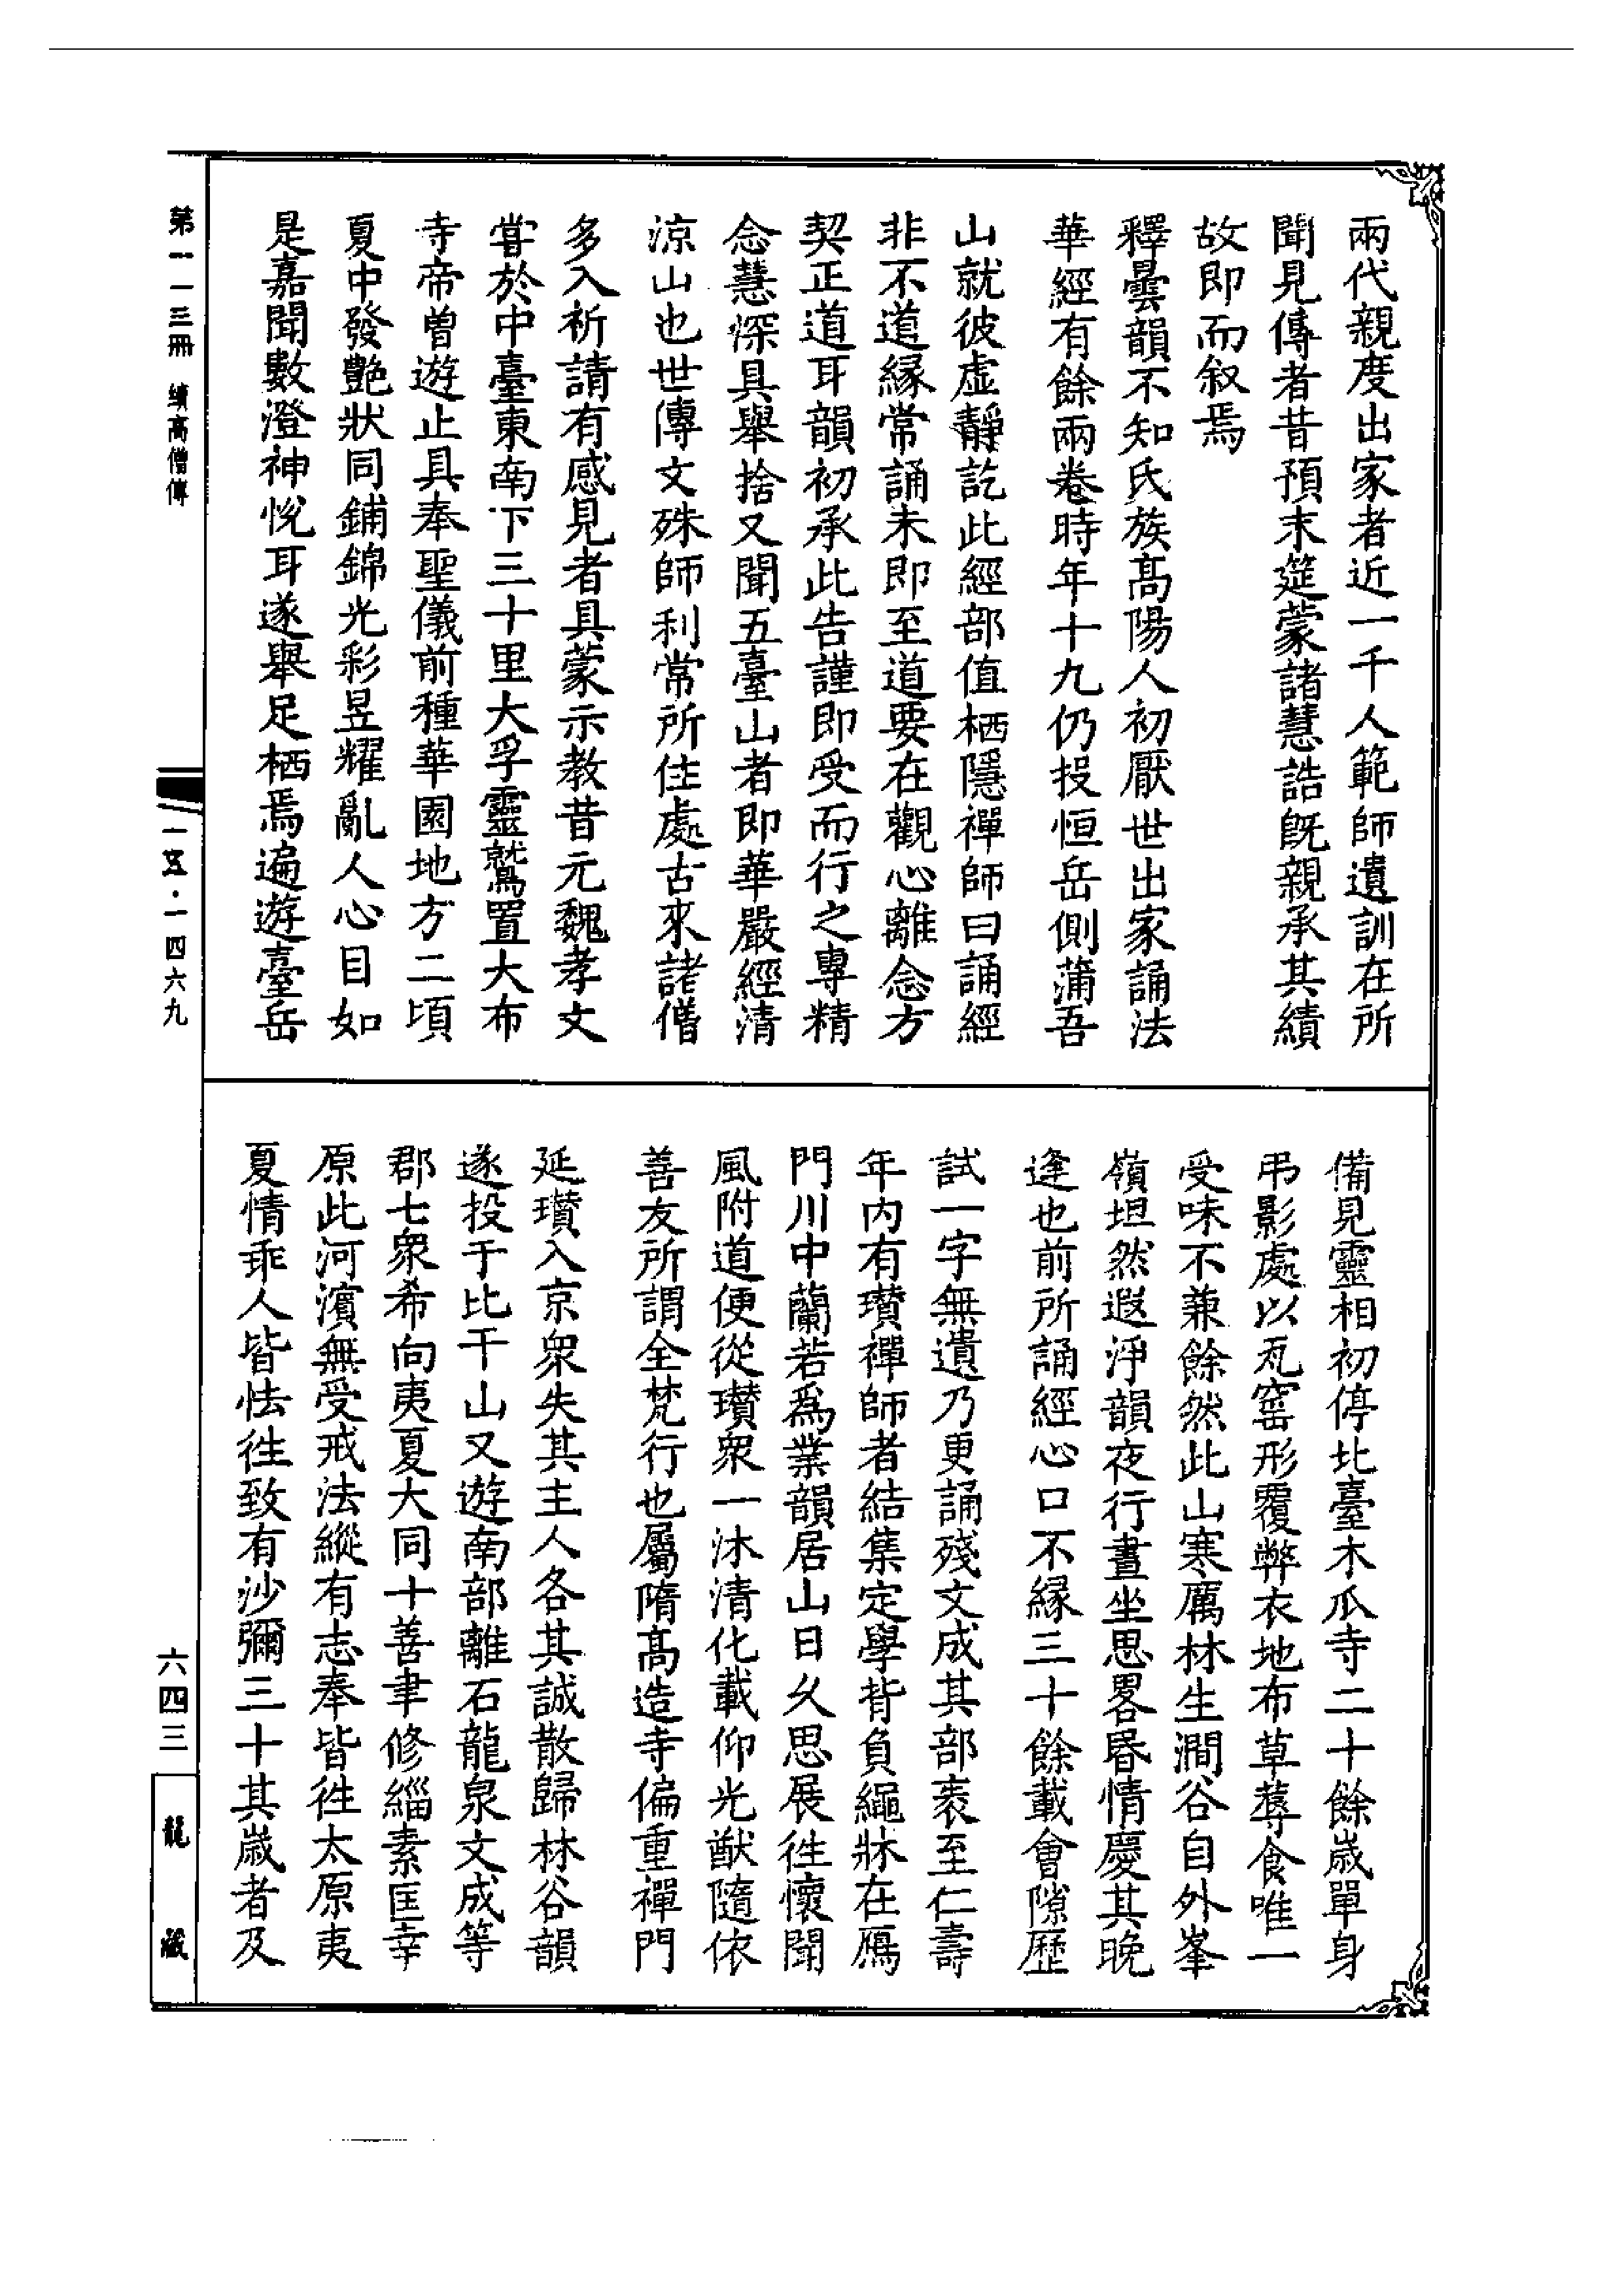 兩代親度出家者近一千人範師遺訓在所
聞見傳者昔預末筵蒙諸慧誥旣親承其績
故即而叙焉
釋曇韻不知氏族高陽人初厭世出家誦法
華經有餘兩卷時年十九仍投恒岳側蒲吾
山就彼虛靜訖此經部值栖隱禪師曰誦經
非不道緣常誦未即至道要在觀心離念方
契正道耳韻初承此告謹即受而行之專精
念慧深具舉捨又聞五臺山者即華嚴經清
涼山也世傳文殊師利常所住處古來諸僧
多入祈請有感見者具蒙示教昔元魏孝文
嘗於中臺東南下三十里大孚靈鷲置大布
寺帝曾遊止具奉聖儀前種華園地方二頃
夏中發艷狀同鋪錦光彩昱耀亂人心目如
是嘉聞數澄神悅耳遂舉足栖焉遍遊臺岳
備見靈相初停北臺木瓜寺二十餘歲單身
弔影處以瓦窑形覆弊衣地布草蓐食唯一
受味不兼餘然此山寒厲林生澗谷自外峯
嶺坦然遐淨韻夜行晝坐思畧昬情慶其晚
逢也前所誦經心口不緣三十餘載會隙歷
試一字無遺乃更誦殘文成其部袠至仁壽
年內有瓚禪師者結集定學背負繩牀在鴈
門川中蘭若爲業韻居山日久思展徃懷聞
風附道便從瓚衆一沐清化載仰光猷隨依
善友所謂全梵行也屬隋高造寺偏重禪門
延瓚入京衆失其主人各其誠散歸林谷韻
遂投于比干山又遊南部離石龍泉文成等
郡七衆希向夷夏大同十善聿修緇素匡幸
原此河濱無受戒法縱有志奉皆徃太原夷
夏情乖人皆怯徃致有沙彌三十其歲者及
第一一三冊 續高僧傳
一五·一四六九
六四三
龍藏